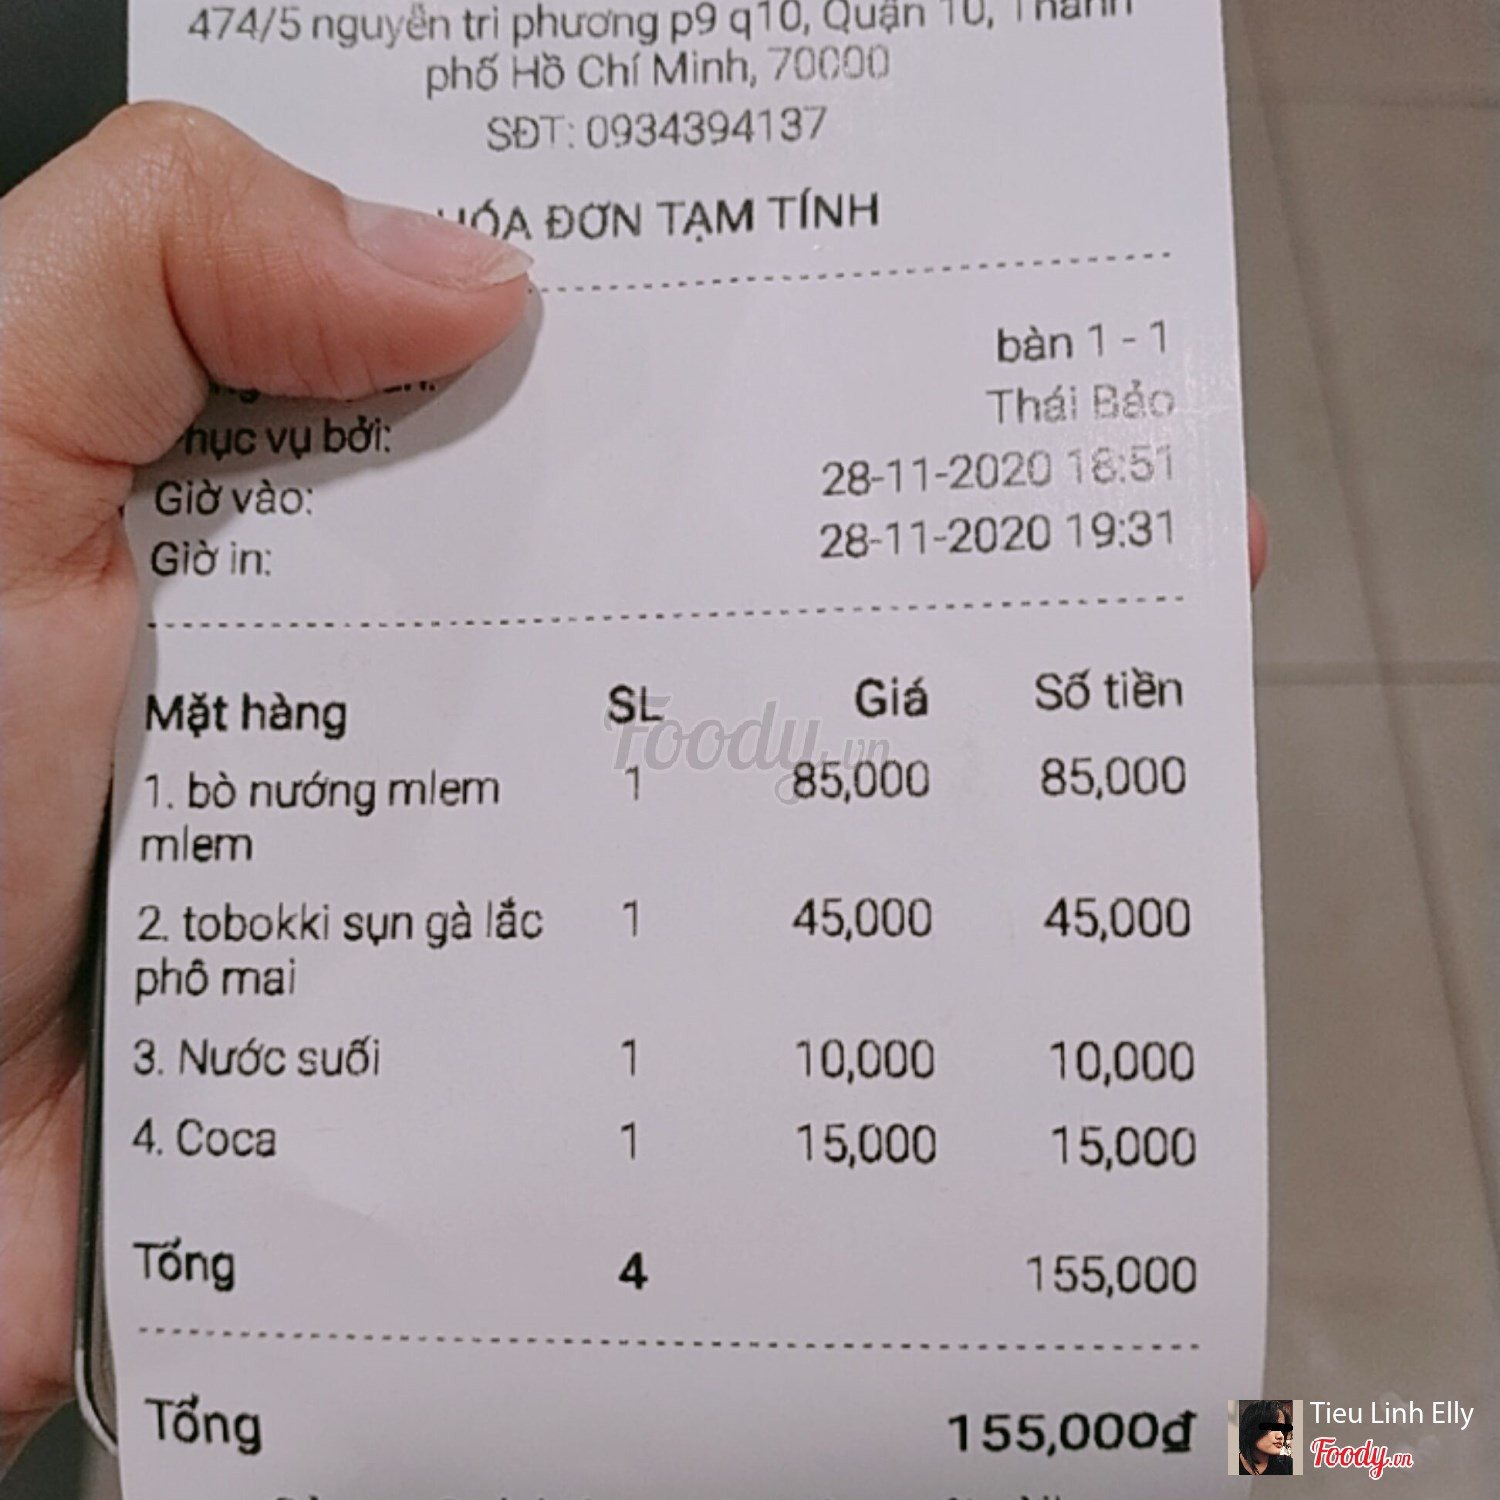 474/5 nguyễn tri phương p9 q10, Quận 10, Thành
phố Hồ Chí Minh, 70000
SĐT: 0934394137
HÓA ĐƠN TẠM TÍNH
bàn 1 - 1
Thái Bảo
Phục vụ bởi:
Giờ vào: 28-11-2020 18:51
Giờ in: 28-11-2020 19:31
Mặt hàng SL Giá Số tiền
1. bò nướng mlem 1 85,000 85,000
mlem
2. tobokki sụn gà lắc 1 45,000 45,000
phô mai
3. Nước suối 1 10,000 10,000
4. Coca 1 15,000 15,000
Tổng 4 155,000
Tổng 155,000₫
Foody.vn
Tieu Linh Elly
Foody.vn